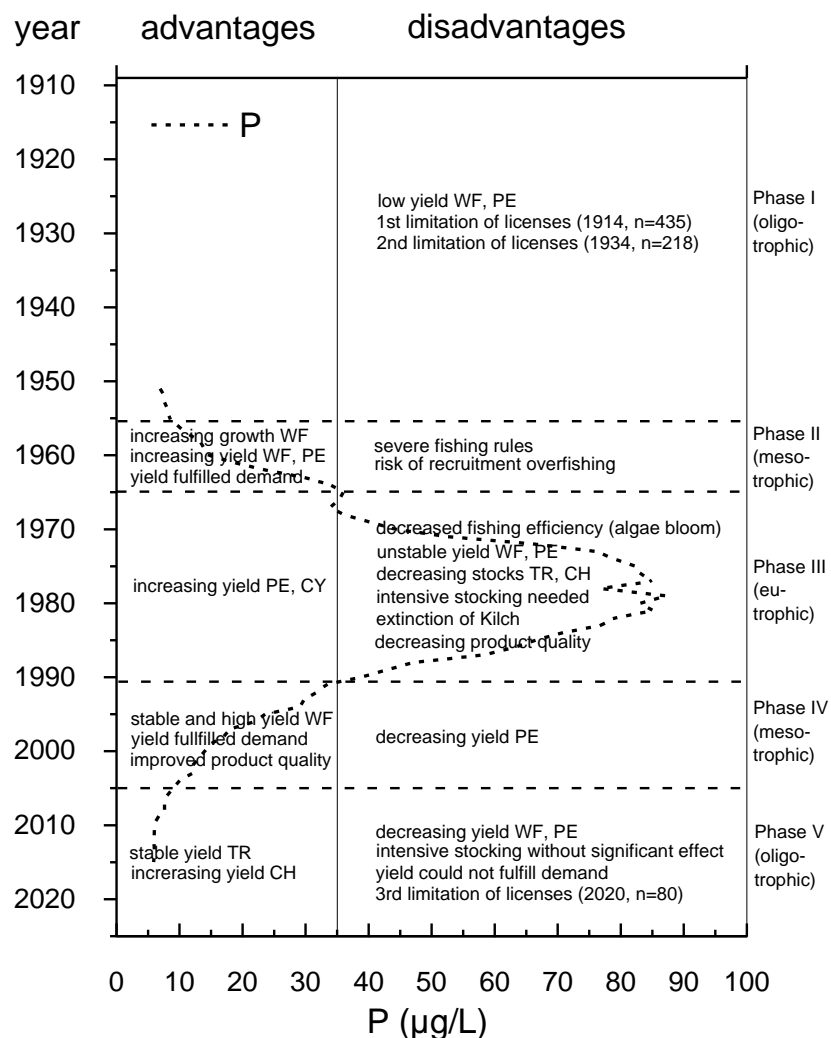 year advantages disadvantages
1910
P
1920
low yield WF, PE
1st limitation of licenses (1914, n=435)
2nd limitation of licenses (1934, n=218)
Phase I
(oligo-
trophic)
1930
1940
1950
increasing growth WF
increasing yield WF, PE
yield fulfilled demand
severe fishing rules
risk of recruitment overfishing
Phase II
(meso-
trophic)
1960
1970
increasing yield PE, CY
decreased fishing efficiency (algae bloom)
unstable yield WF, PE
decreasing stocks TR, CH
intensive stocking needed
extinction of Kilch
decreasing product quality
Phase III
(eu-
trophic)
1980
1990
stable and high yield WF
yield fullfilled demand
improved product quality
decreasing yield PE
Phase IV
(meso-
trophic)
2000
2010
stable yield TR
increrasing yield CH
decreasing yield WF, PE
intensive stocking without significant effect
yield could not fulfill demand
3rd limitation of licenses (2020, n=80)
Phase V
(oligo-
trophic)
2020
0 10 20 30 40 50 60 70 80 90 100
P (µg/L)